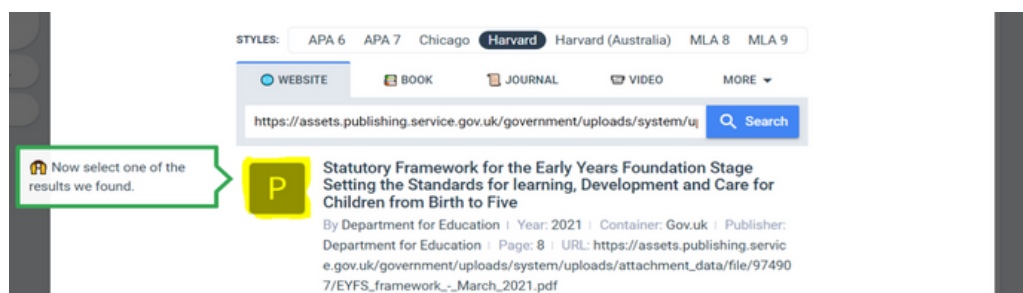 STYLES: APA 6 APA 7 Chicago Harvard Harvard (Australia) MLA 8 MLA 9
WEBSITE BOOK JOURNAL VIDEO MORE
https://assets.publishing.service.gov.uk/government/uploads/system/u Search
Now select one of the
results we found.
P
Statutory Framework for the Early Years Foundation Stage
Setting the Standards for learning, Development and Care for
Children from Birth to Five
By Department for Education | Year: 2021 | Container: Gov.uk | Publisher:
Department for Education | Page: 8 | URL: https://assets.publishing.servic
e.gov.uk/government/uploads/system/uploads/attachment_data/file/97490
7/EYFS_framework_-_March_2021.pdf